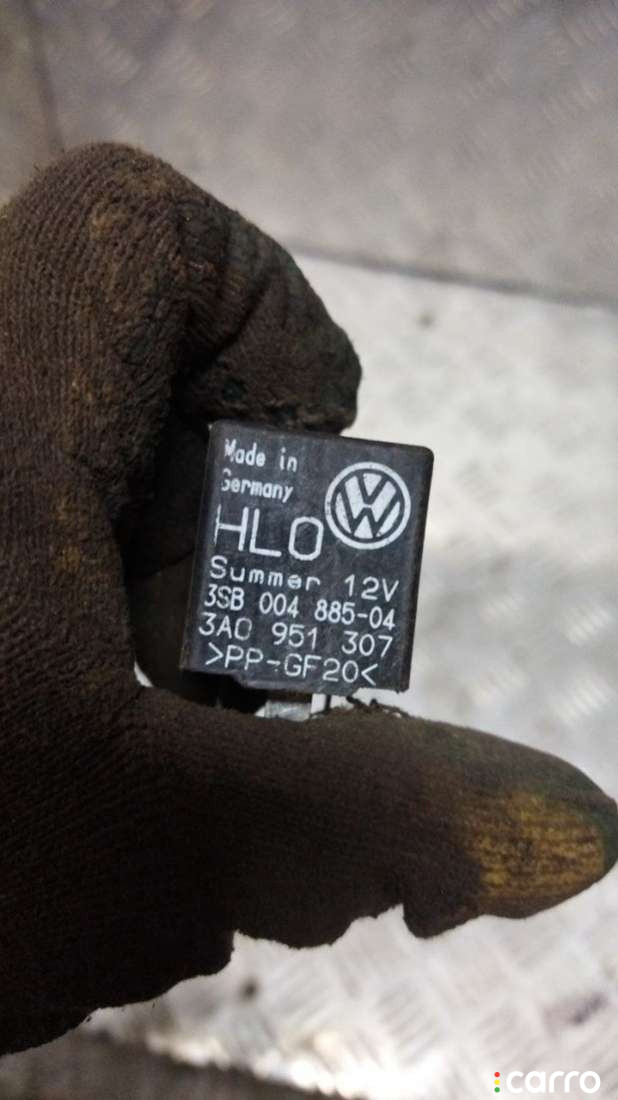 Made in
Germany
HLO
Summer 12V
3SB 004 885-04
3A0 951 307
>PP-GF20<
carro